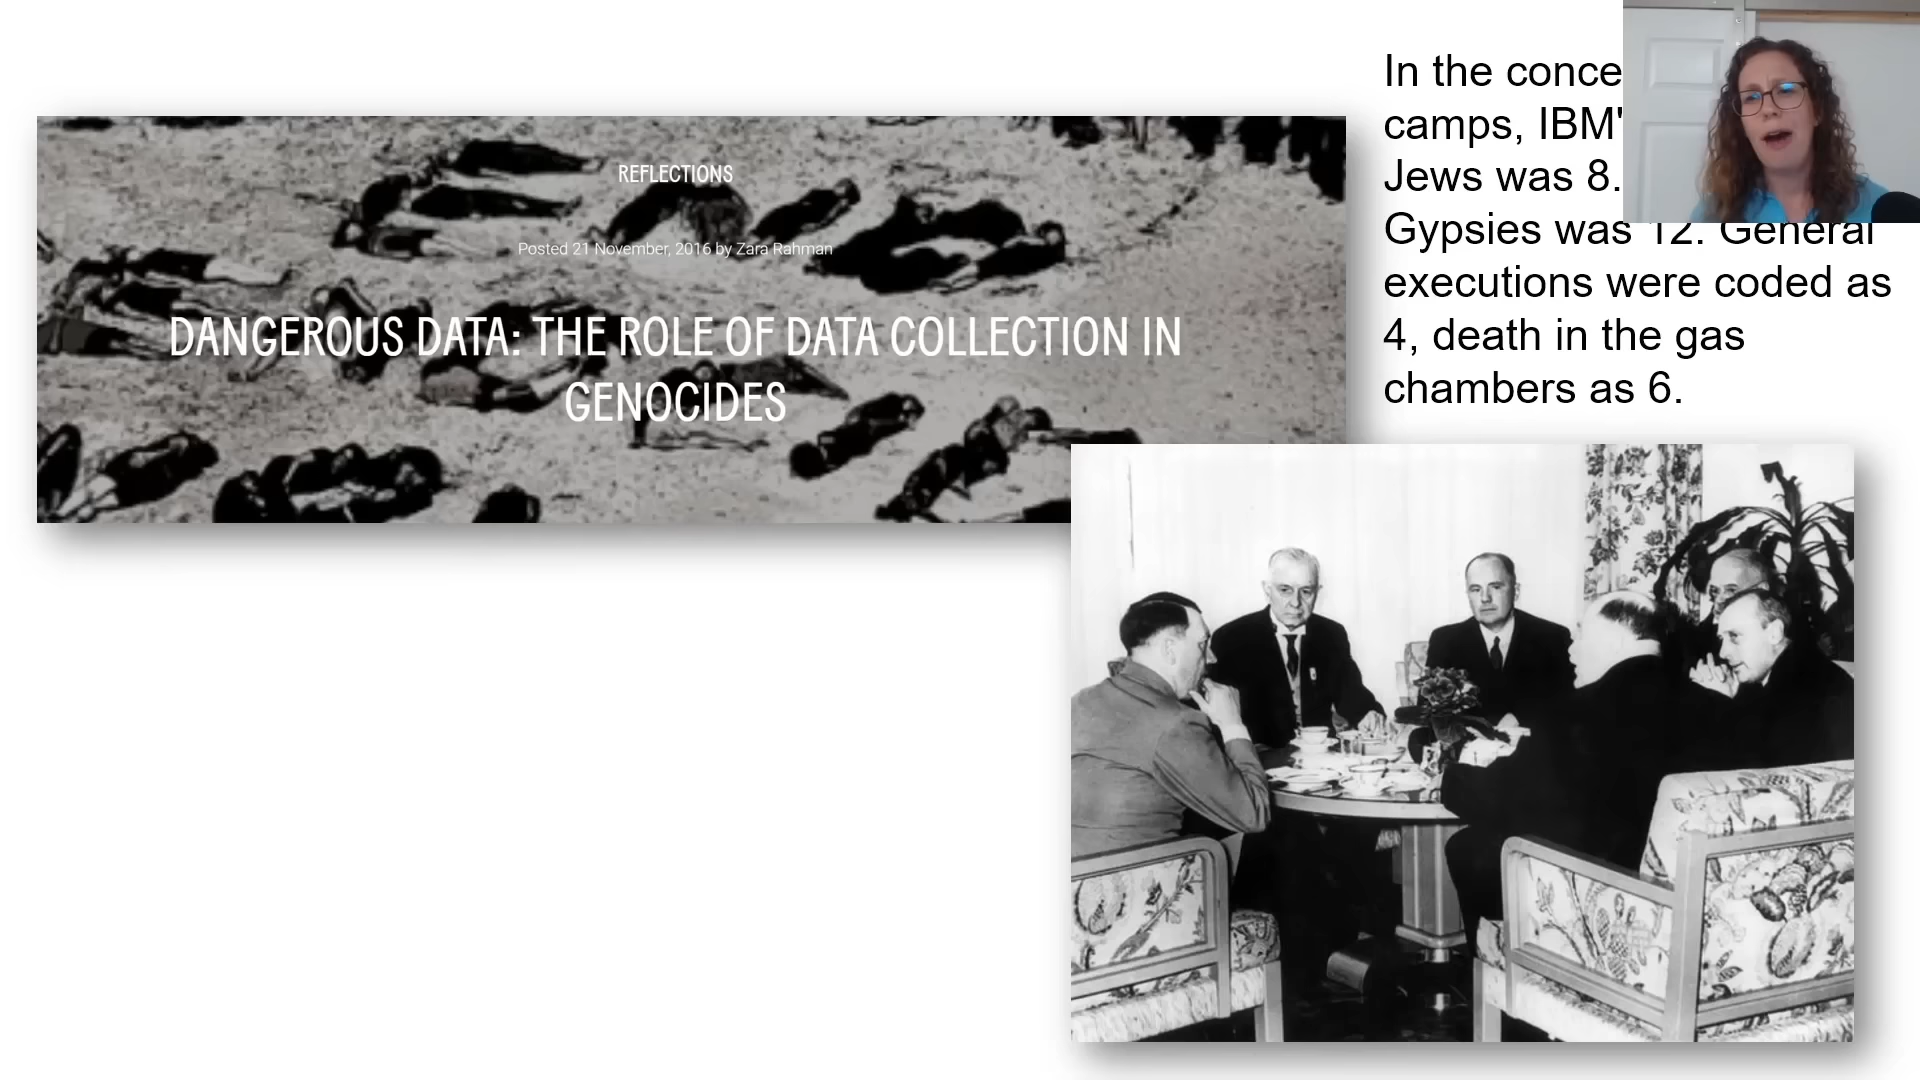 REFLECTIONS
Posted 21 November, 2016 by Zara Rahman
DANGEROUS DATA: THE ROLE OF DATA COLLECTION IN
GENOCIDES
In the conce
camps, IBM'
Jews was 8.
Gypsies was 12. General
executions were coded as
4, death in the gas
chambers as 6.